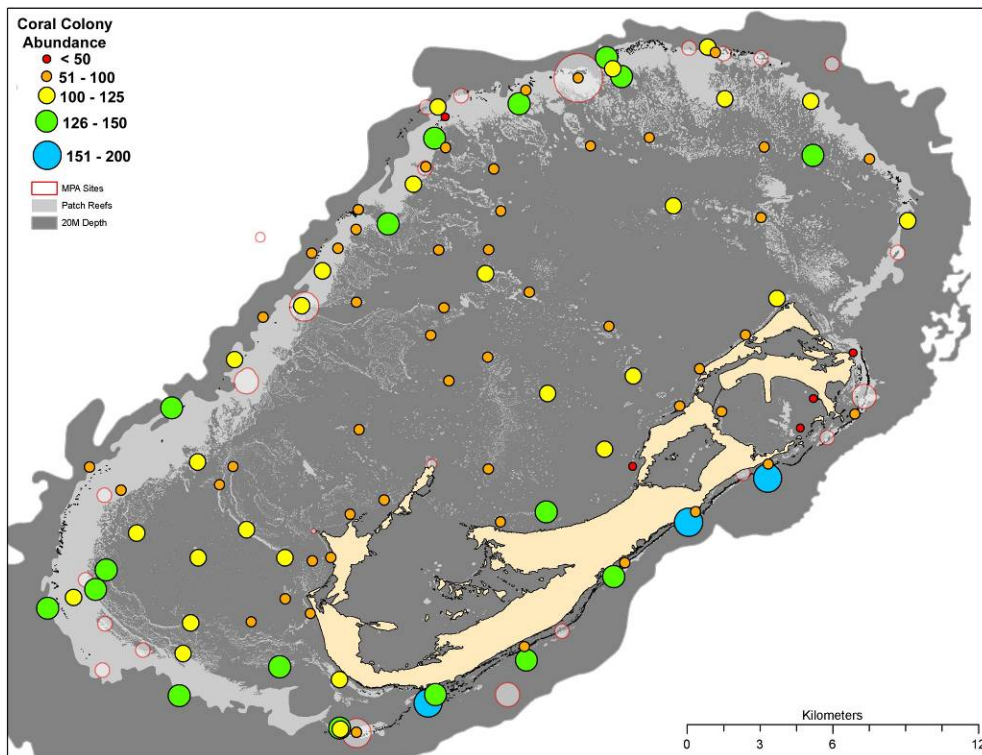 Coral Colony
Abundance
< 50
51 - 100
100 - 125
126 - 150
151 - 200
MPA Sites
Patch Reefs
20M Depth
Kilometers
0 3 6 12